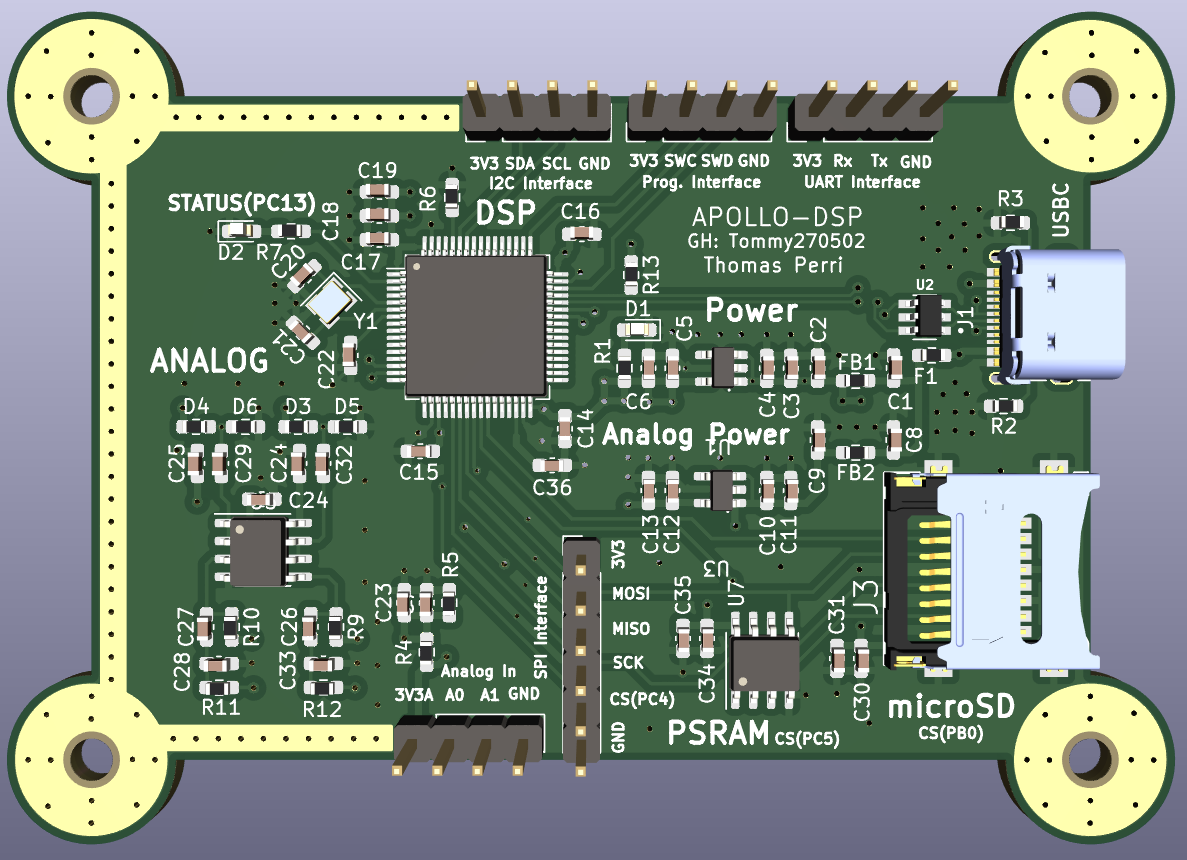 3V3 SDA SCL GND
I2C Interface
3V3 SWC SWD GND
Prog. Interface
3V3 Rx Tx GND
UART Interface
C19
R6
DSP
STATUS(PC13)
C18
D2
R7
C17
C16
APOLLO-DSP
GH: Tommy270502
Thomas Perri
R3
USBC
C20
Y1
C21
C22
R13
D1
R1
C5
C6
Power
C4
C3
C2
FB1
C1
U2
J1
F1
R2
ANALOG
D4
D6
D3
D5
C25
C29
C24
C32
C24
C15
C14
C36
Analog Power
U1
C9
FB2
C8
C13
C12
C10
C11
U3
U7
C35
C34
C31
C30
J3
3V3
MOSI
MISO
SCK
CS(PC4)
GND
SPI Interface
C23
R5
R4
Analog In
3V3A A0 A1 GND
C27
R10
C26
R9
C28
C33
R11
R12
PSRAM CS(PC5)
microSD
CS(PB0)